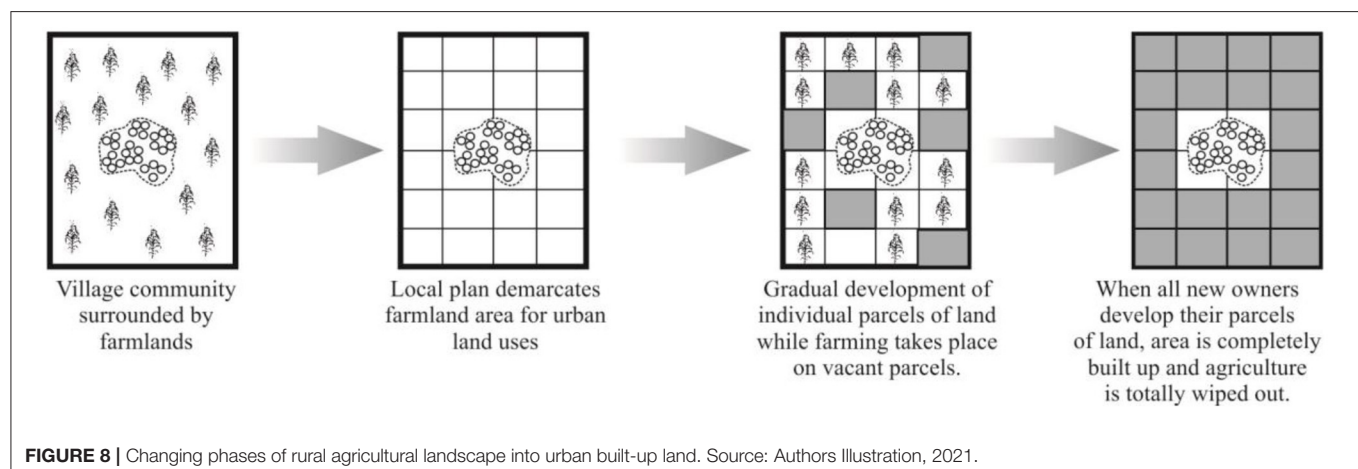 Village community
surrounded by
farmlands
Local plan demarcates
farmland area for urban
land uses
Gradual development of
individual parcels of land
while farming takes place
on vacant parcels.
When all new owners
develop their parcels
of land, area is completely
built up and agriculture
is totally wiped out.
FIGURE 8 | Changing phases of rural agricultural landscape into urban built-up land. Source: Authors Illustration, 2021.